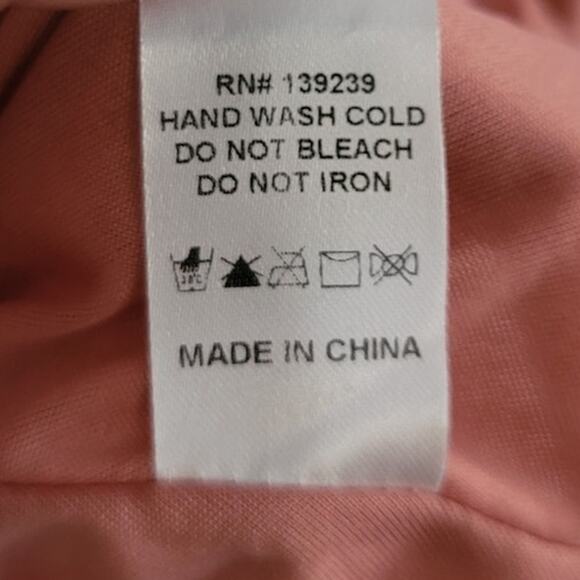 RN# 139239
HAND WASH COLD
DO NOT BLEACH
DO NOT IRON
MADE IN CHINA